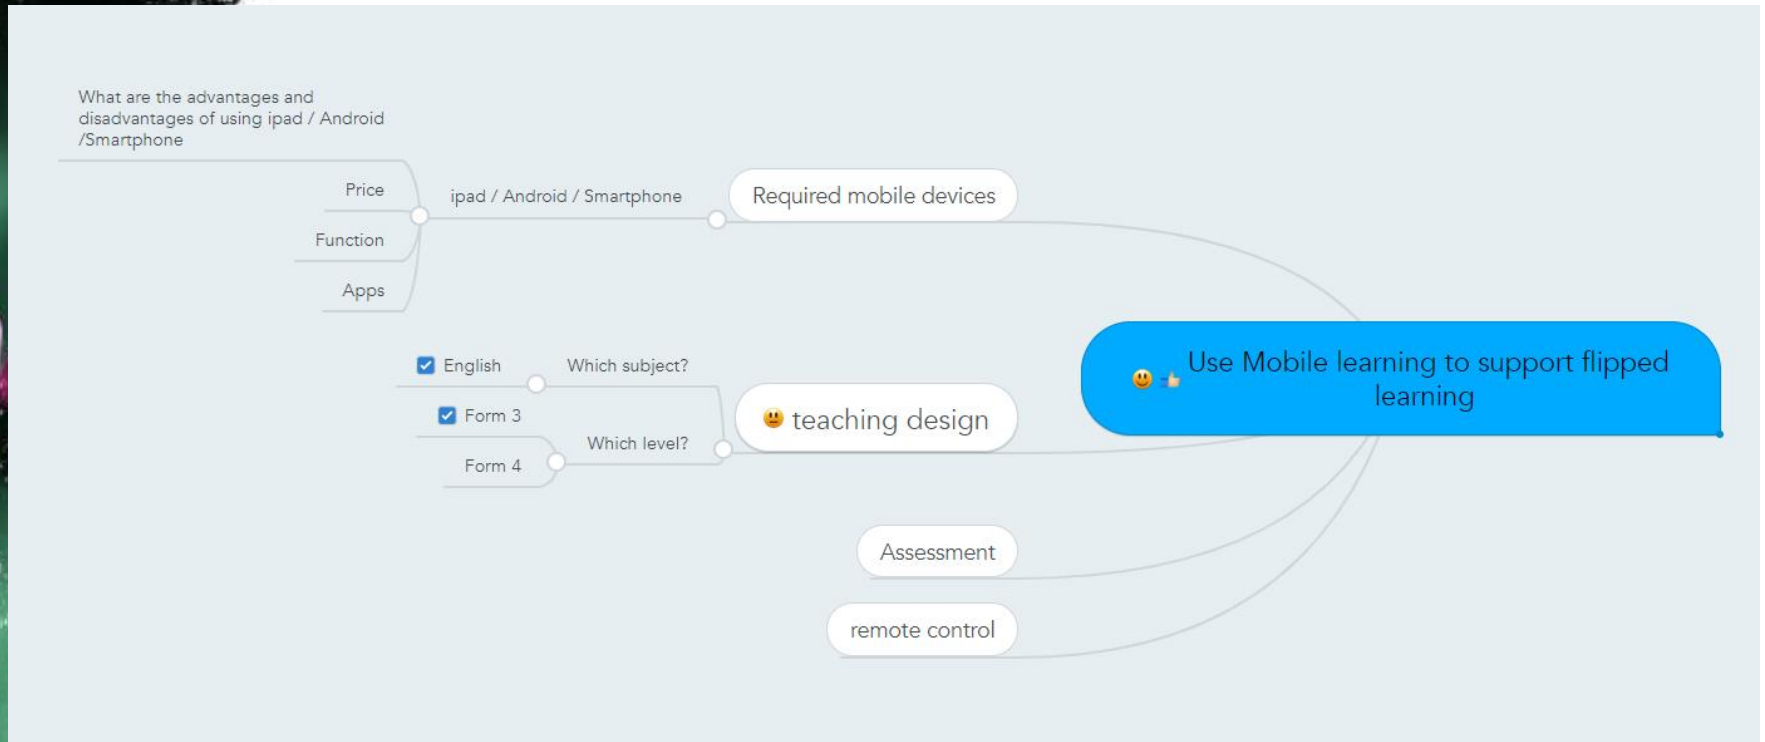 What are the advantages and
disadvantages of using ipad / Android
/Smartphone
Price
Function
Apps
ipad / Android / Smartphone
Required mobile devices
English
Which subject?
Form 3
Form 4
Which level?
teaching design
Assessment
remote control
Use Mobile learning to support flipped
learning